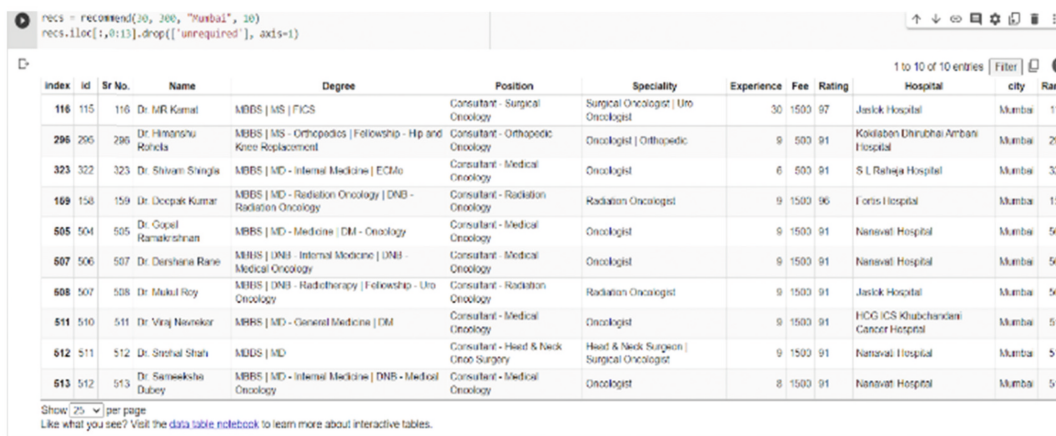 recs = recommend(30, 300, "Mumbai", 10)
recs.iloc[:,0:13].drop(['unrequired'], axis=1)
1 to 10 of 10 entries Filter
index id Sr No. Name Degree Position Speciality Experience Fee Rating Hospital city
116 115 116 Dr. MR Kamat MBBS | MS | FICS Consultant - Surgical Oncology Surgical Oncologist | Uro Oncologist 30 1500 97 Jaslok Hospital Mumbai
296 295 296 Dr. Himanshu Rohela MBBS | MS - Orthopedics | Fellowship - Hip and Knee Replacement Consultant - Orthopedic Oncology Oncologist | Orthopedic 9 500 91 Kokilaben Dhirubhai Ambani Hospital Mumbai
323 322 323 Dr. Shivam Shingla MBBS | MD - Internal Medicine | ECMo Consultant - Medical Oncology Oncologist 6 500 91 S L Raheja Hospital Mumbai
159 158 159 Dr. Deepak Kumar MBBS | MD - Radiation Oncology | DNB - Radiation Oncology Consultant - Radiation Oncology Radiation Oncologist 9 1500 96 Fortis Hospital Mumbai
505 504 505 Dr. Gopal Ramakrishnan MBBS | MD - Medicine | DM - Oncology Consultant - Medical Oncology Oncologist 9 1500 91 Nanavati Hospital Mumbai
507 506 507 Dr. Darshana Rane MBBS | DNB - Internal Medicine | DNB - Medical Oncology Consultant - Medical Oncology Oncologist 9 1500 91 Nanavati Hospital Mumbai
508 507 508 Dr. Mukul Roy MBBS | DNB - Radiotherapy | Fellowship - Uro Oncology Consultant - Radiation Oncology Radiation Oncologist 9 1500 91 Jaslok Hospital Mumbai
511 510 511 Dr. Viraj Nevrekar MBBS | MD - General Medicine | DM Consultant - Medical Oncology Oncologist 9 1500 91 HCG ICS Khubchandani Cancer Hospital Mumbai
512 511 512 Dr. Snehal Shah MBBS | MD Consultant - Head & Neck Onco Surgery Head & Neck Surgeon | Surgical Oncologist 9 1500 91 Nanavati Hospital Mumbai
513 512 513 Dr. Sameeksha Dubey MBBS | MD - Internal Medicine | DNB - Medical Oncology Consultant - Medical Oncology Oncologist 8 1500 91 Nanavati Hospital Mumbai
Show 25 per page
Like what you see? Visit the data table notebook to learn more about interactive tables.